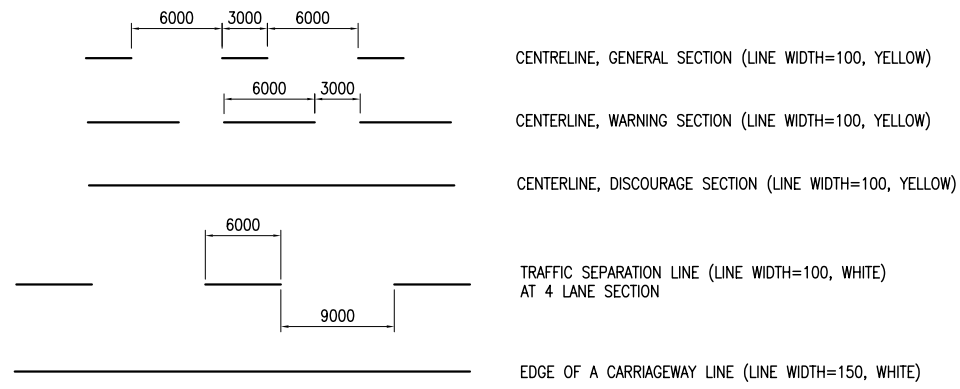 6000 3000 6000
CENTRELINE, GENERAL SECTION (LINE WIDTH=100, YELLOW)
6000 3000
CENTERLINE, WARNING SECTION (LINE WIDTH=100, YELLOW)
CENTERLINE, DISCOURAGE SECTION (LINE WIDTH=100, YELLOW)
6000
TRAFFIC SEPARATION LINE (LINE WIDTH=100, WHITE)
AT 4 LANE SECTION
9000
EDGE OF A CARRIAGEWAY LINE (LINE WIDTH=150, WHITE)